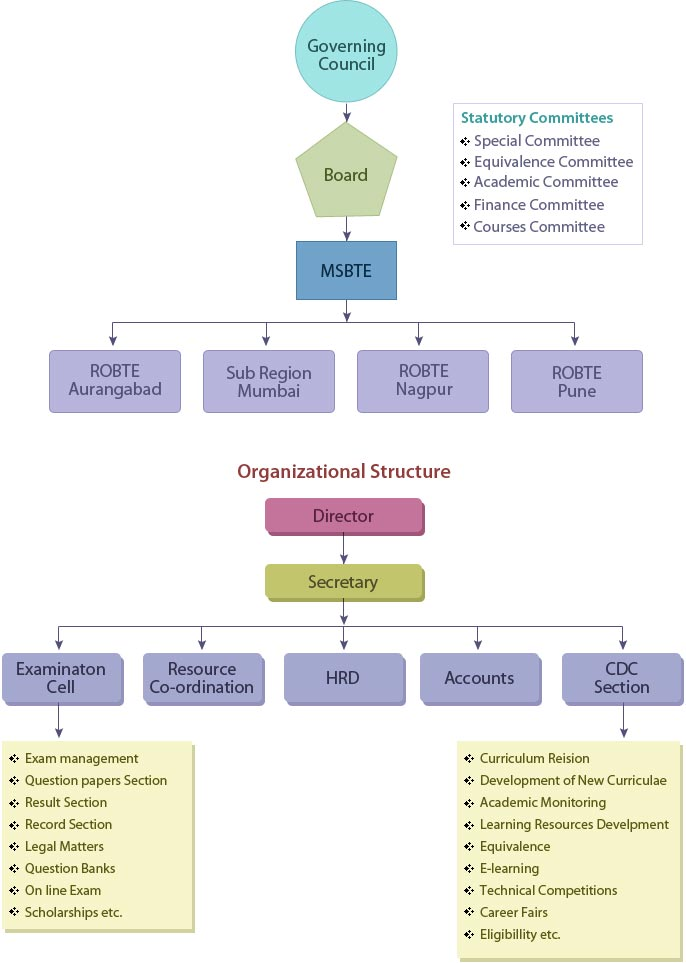 Governing
Council
Board
Statutory Committees
Special Committee
Equivalence Committee
Academic Committee
Finance Committee
Courses Committee
MSBTE
ROBTE
Aurangabad
Sub Region
Mumbai
ROBTE
Nagpur
ROBTE
Pune
Organizational Structure
Director
Secretary
Examinaton
Cell
Resource
Co-ordination
HRD
Accounts
CDC
Section
Exam management
Question papers Section
Result Section
Record Section
Legal Matters
Question Banks
On line Exam
Scholarships etc.
Curriculum Reision
Development of New Curriculae
Academic Monitoring
Learning Resources Develpment
Equivalence
E-learning
Technical Competitions
Career Fairs
Eligibillity etc.